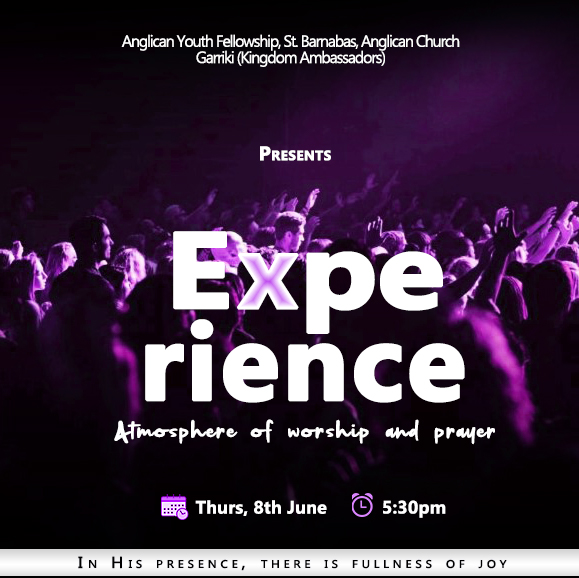 Anglican Youth Fellowship, St. Barnabas, Anglican Church
Garriki (Kingdom Ambassadors)
Presents
Expe
rience
Atmosphere of worship and prayer
Thurs, 8th June 5:30pm
In His presence, there is fullness of joy